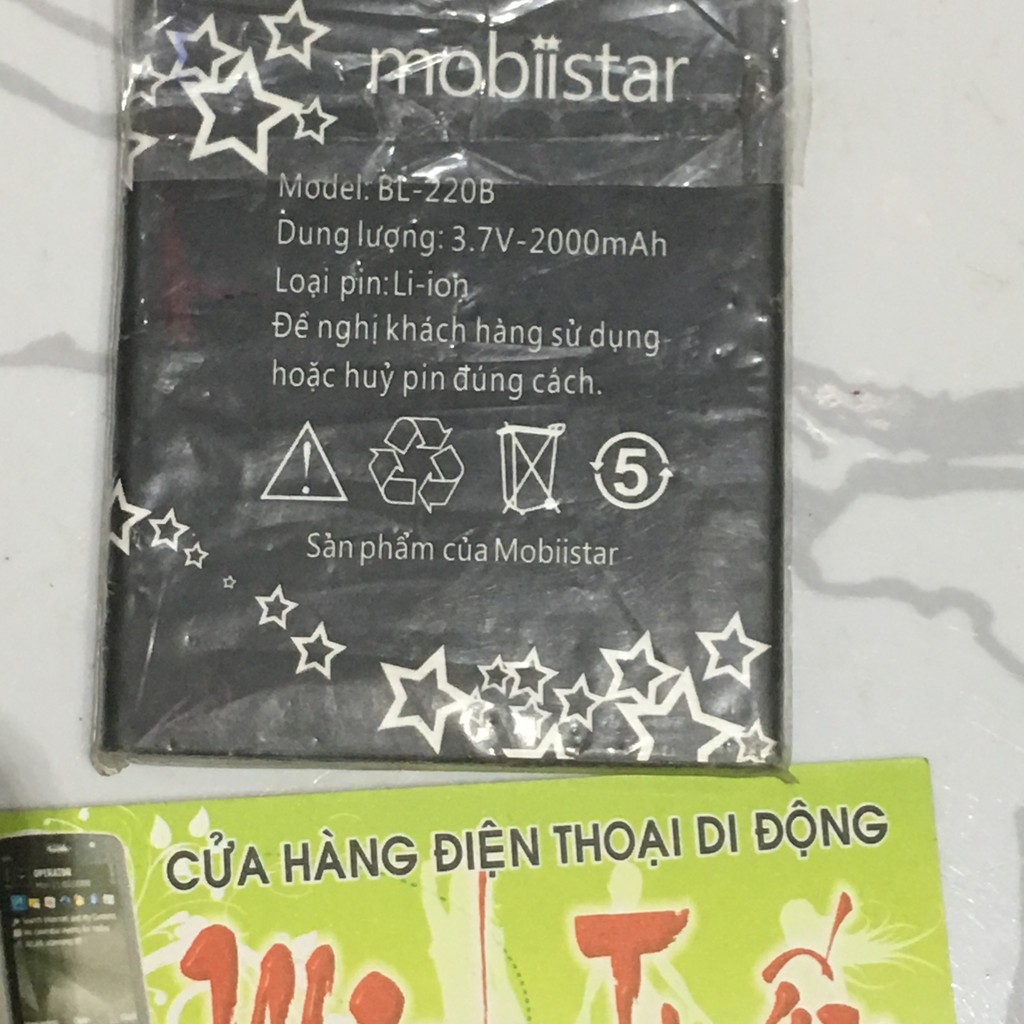 mobiistar
Model: BL-220B
Dung lượng: 3.7V-2000mAh
Loại pin:Li-ion
Đề nghị khách hàng sử dụng
hoặc huỷ pin đúng cách.
5
Sản phẩm của Mobiistar
CỬA HÀNG ĐIỆN THOẠI DI ĐỘNG
OPERATOR